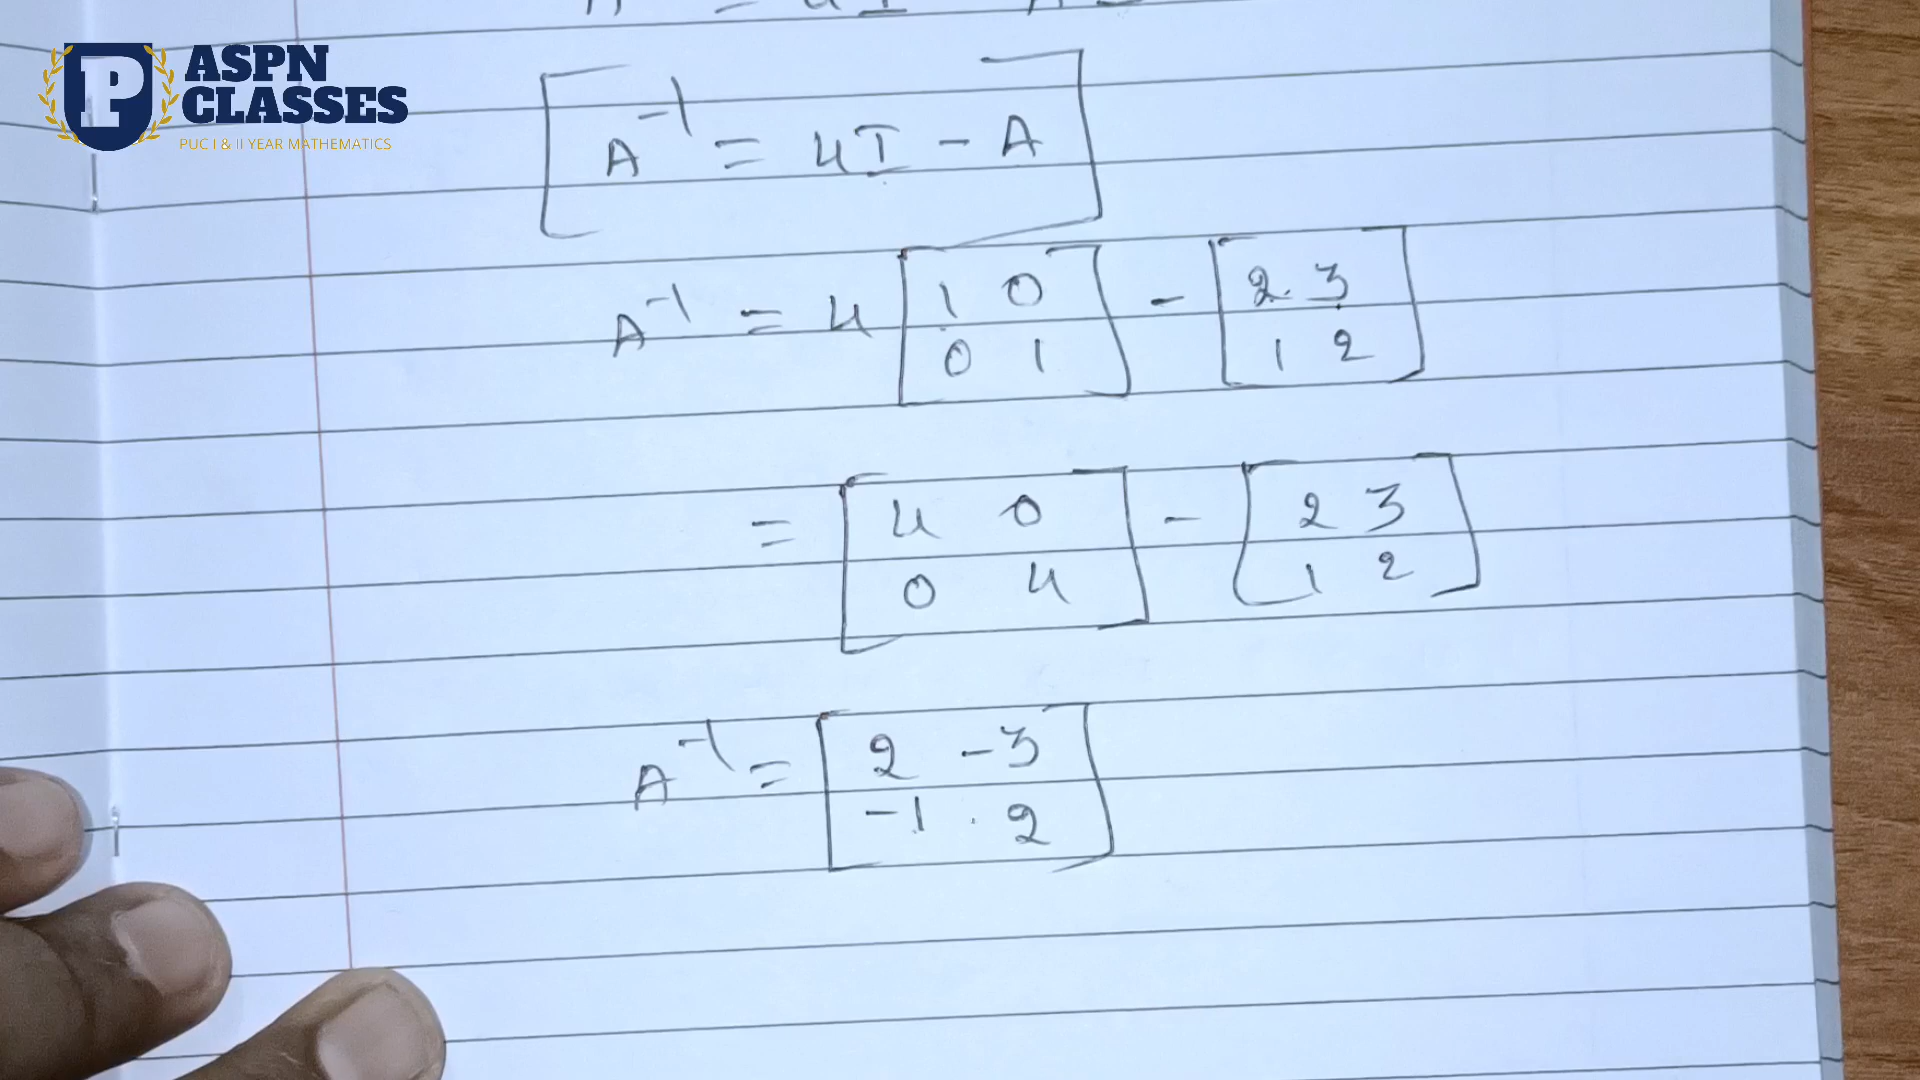 P
ASPN
CLASSES
PUC I & II YEAR MATHEMATICS
A⁻¹ = 4I - A
A⁻¹ = 4 [1 0
0 1] - [2 3
1 2]
= [4 0
0 4] - [2 3
1 2]
A⁻¹ = [2 -3
-1 2]